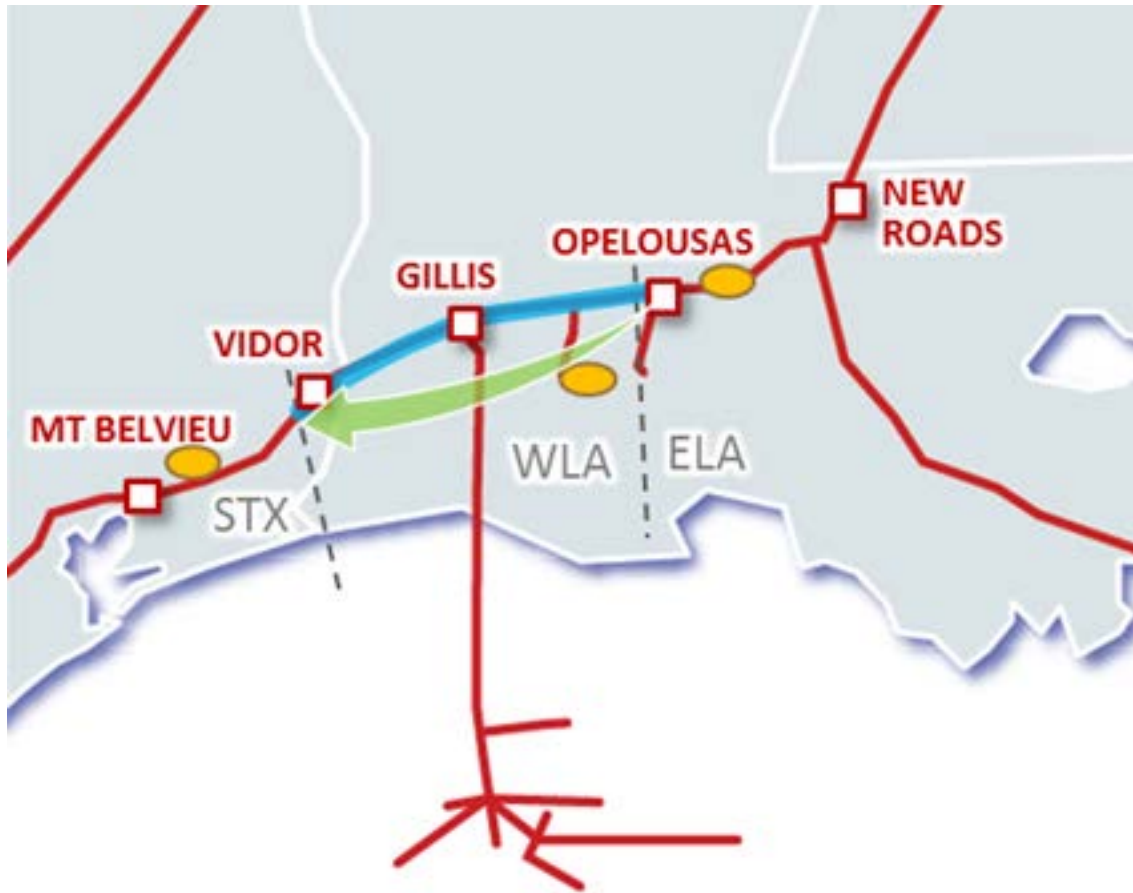 NEW
ROADS
OPELOUSAS
GILLIS
VIDOR
MT BELVIEU
WLA
ELA
STX